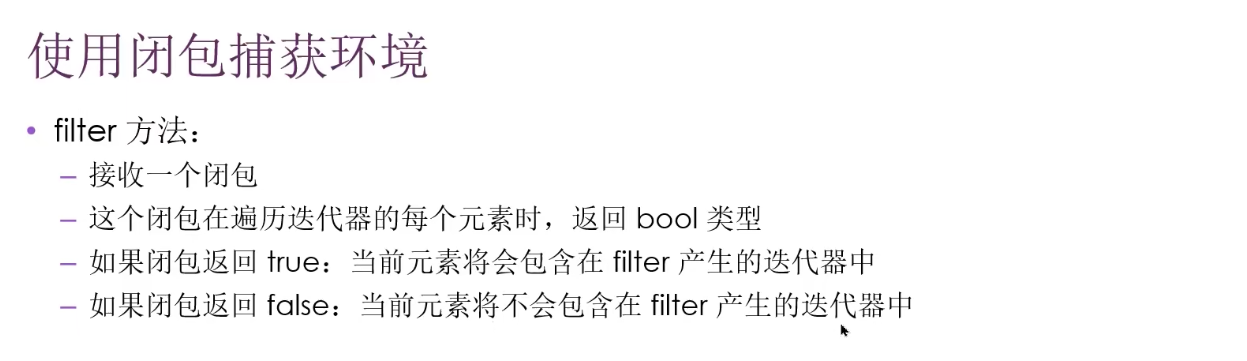 使用闭包捕获环境
• filter 方法：
– 接收一个闭包
– 这个闭包在遍历迭代器的每个元素时，返回 bool 类型
– 如果闭包返回 true：当前元素将会包含在 filter 产生的迭代器中
– 如果闭包返回 false：当前元素将不会包含在 filter 产生的迭代器中